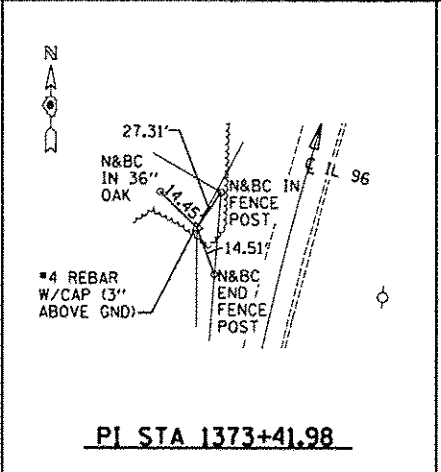 N
27.31'
N&BC
IN 36"
OAK
14.45'
N&BC IN
FENCE
POST
℄ IL 96
14.51'
N&BC
END
FENCE
POST
#4 REBAR
W/CAP (3"
ABOVE GND)
PI STA 1373+41.98